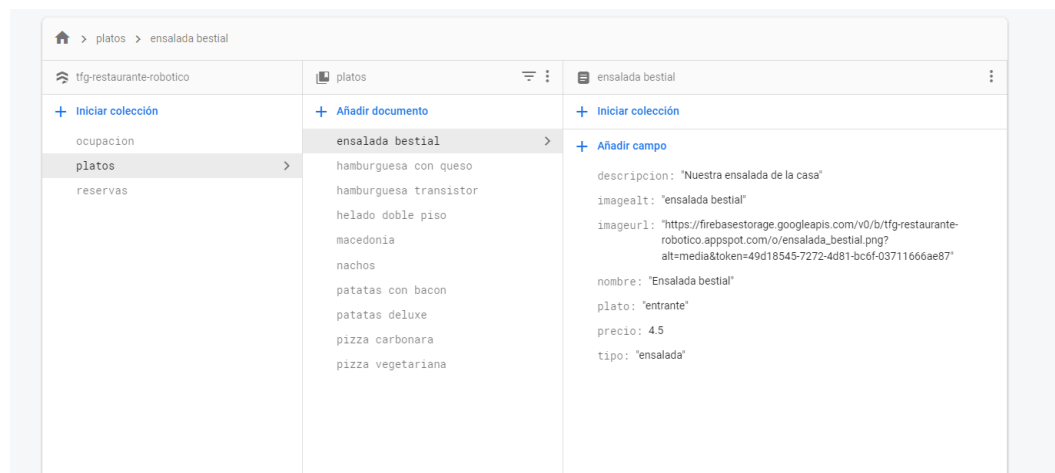 platos > ensalada bestial
tfg-restaurante-robotico
+ Iniciar colección
ocupacion
platos
reservas
platos
+ Añadir documento
ensalada bestial
hamburguesa con queso
hamburguesa transistor
helado doble piso
macedonia
nachos
patatas con bacon
patatas deluxe
pizza carbonara
pizza vegetariana
ensalada bestial
+ Iniciar colección
+ Añadir campo
descripcion: "Nuestra ensalada de la casa"
imagealt: "ensalada bestial"
imageurl: "https://firebasestorage.googleapis.com/v0/b/tfg-restaurante-
robotico.appspot.com/o/ensalada_bestial.png?
alt=media&token=49d18545-7272-4d81-bc6f-03711666ae87"
nombre: "Ensalada bestial"
plato: "entrante"
precio: 4.5
tipo: "ensalada"